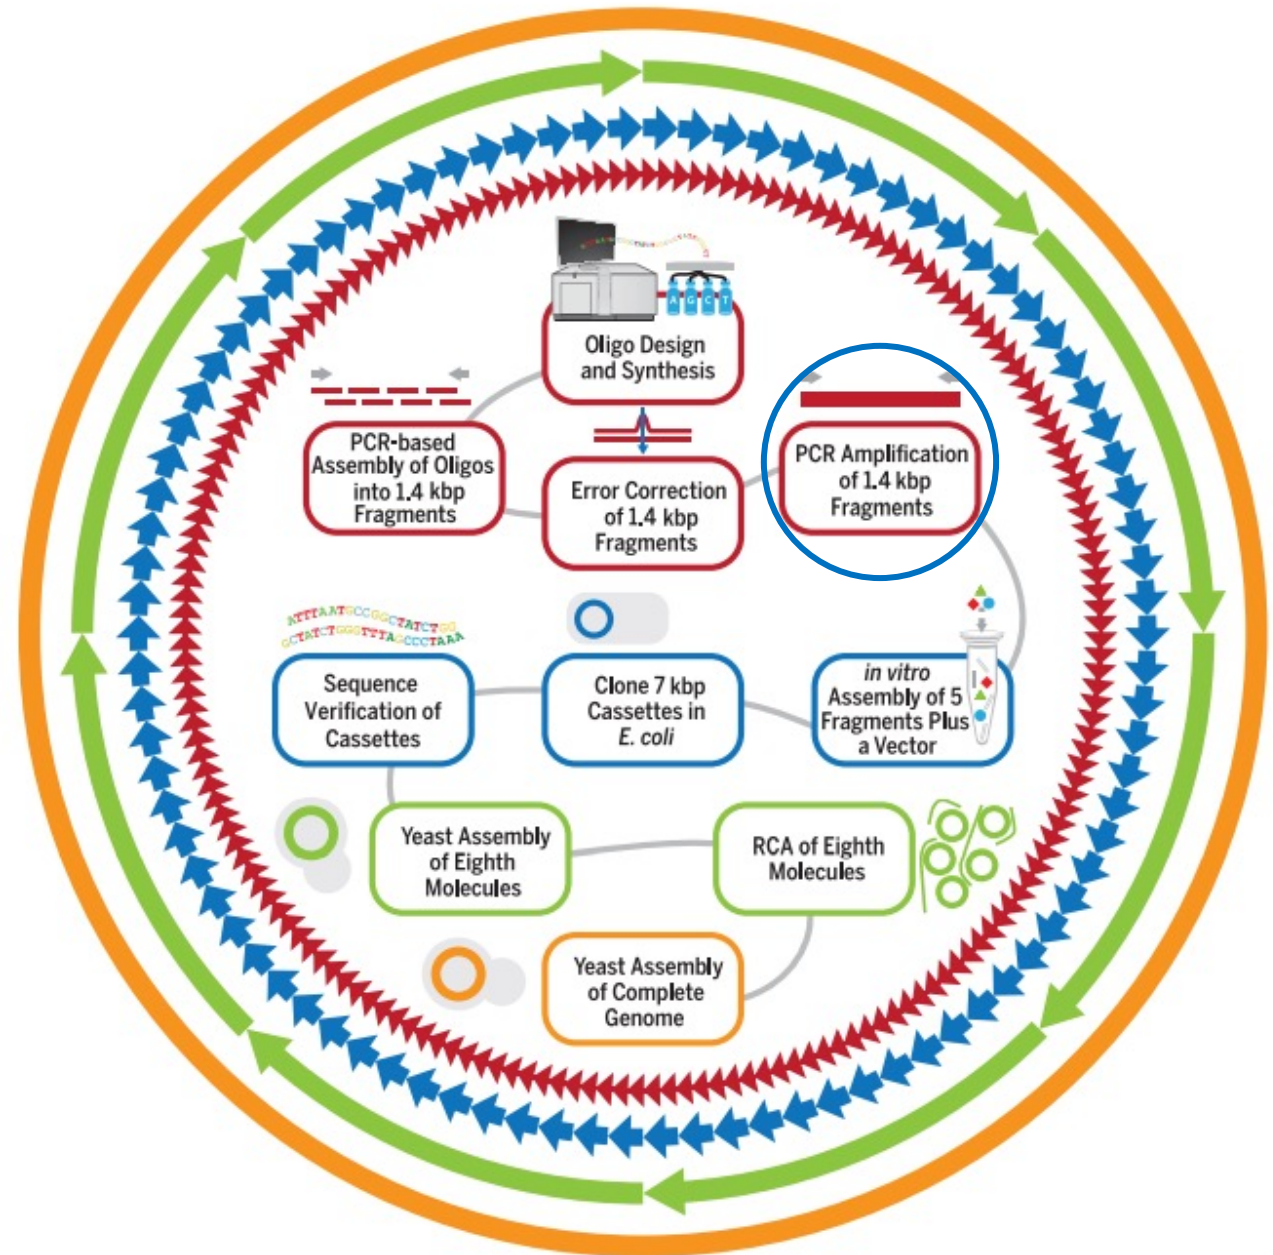 A G C T
Oligo Design
and Synthesis
PCR-based
Assembly of Oligos
into 1.4 kbp
Fragments
Error Correction
of 1.4 kbp
Fragments
PCR Amplification
of 1.4 kbp
Fragments
in vitro
Assembly of 5
Fragments Plus
a Vector
Clone 7 kbp
Cassettes in
E. coli
ATTTAATGCCGGCTATCTGG
GCTATCTGGGTTTAGCCCTAAA
Sequence
Verification of
Cassettes
Yeast Assembly
of Eighth
Molecules
RCA of Eighth
Molecules
Yeast Assembly
of Complete
Genome